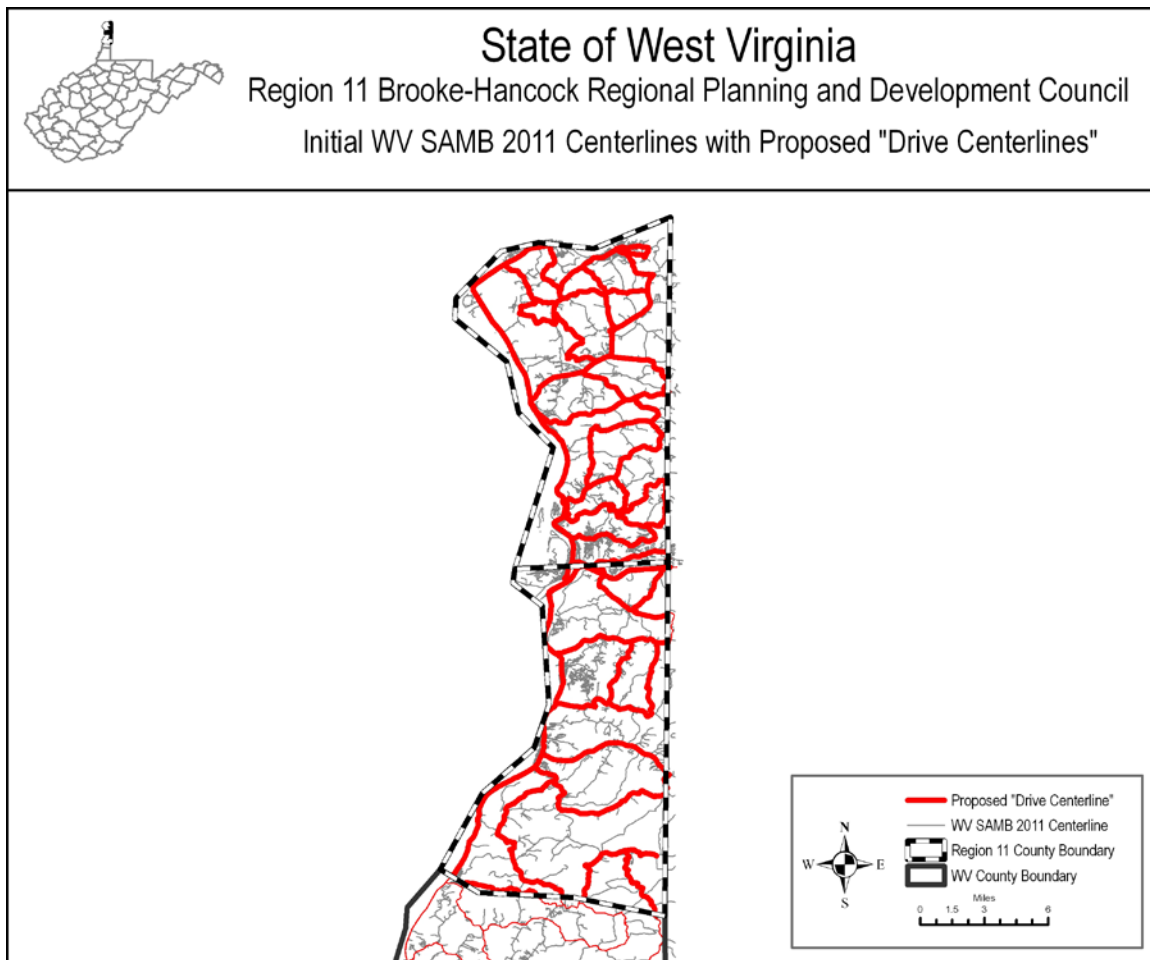 State of West Virginia
Region 11 Brooke-Hancock Regional Planning and Development Council
Initial WV SAMB 2011 Centerlines with Proposed "Drive Centerlines"
Proposed "Drive Centerline"
WV SAMB 2011 Centerline
Region 11 County Boundary
WV County Boundary
N
W E
S
Miles
0 1.5 3 6